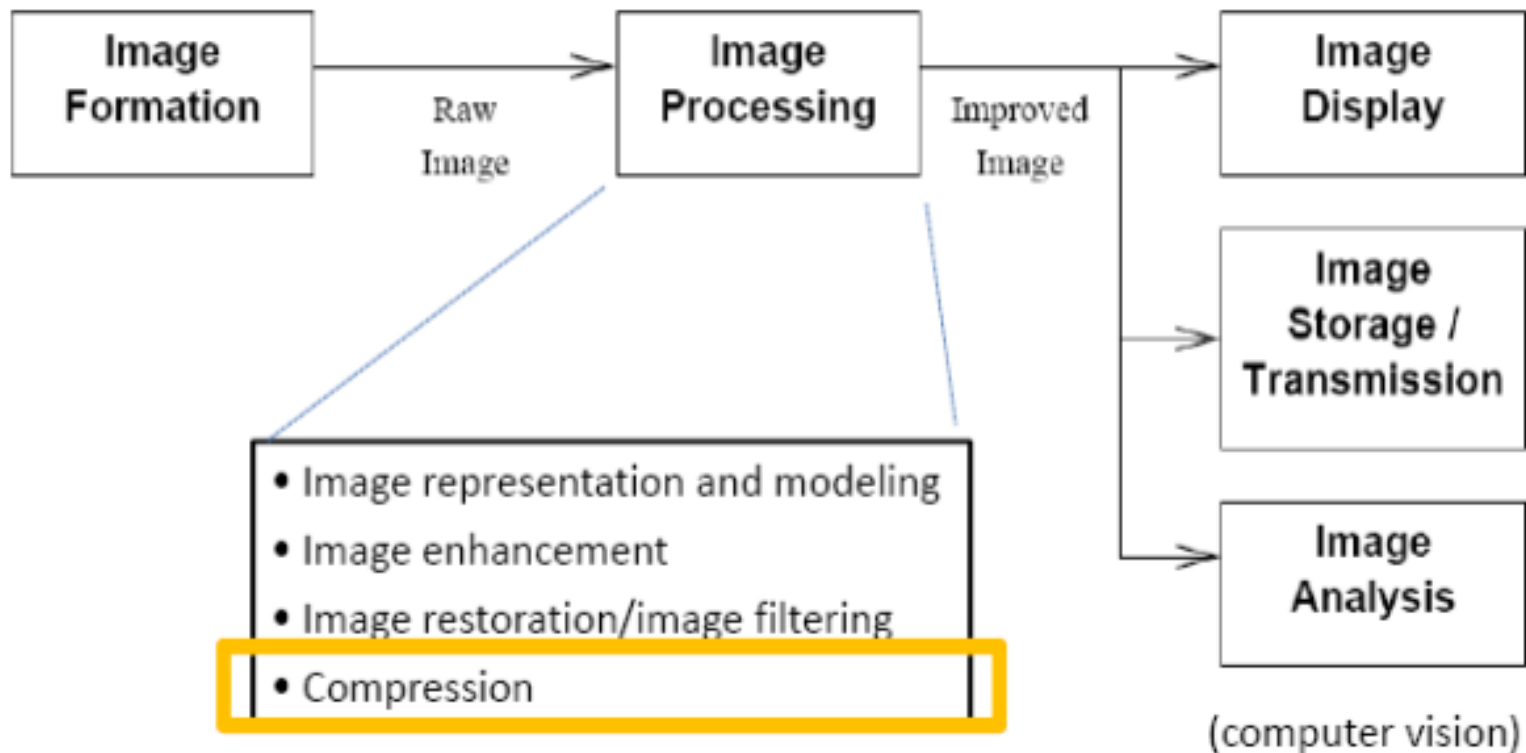 Image
Formation
Raw
Image
Image
Processing
Improved
Image
Image
Display
Image
Storage /
Transmission
Image
Analysis
(computer vision)
• Image representation and modeling
• Image enhancement
• Image restoration/image filtering
• Compression